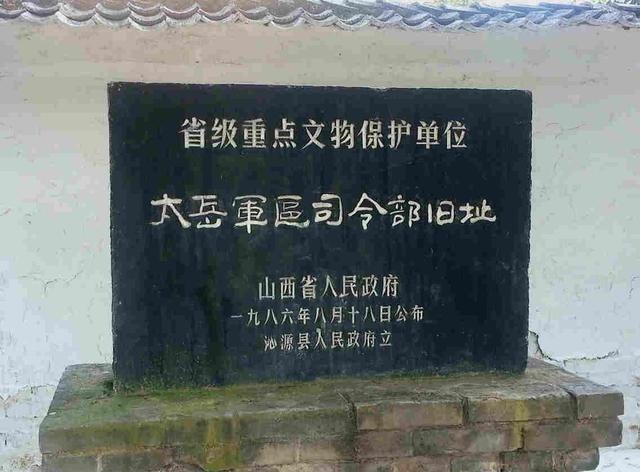 省级重点文物保护单位
太岳軍區司令部旧址
山西省人民政府
一九八六年八月十八日公布
沁源县人民政府立